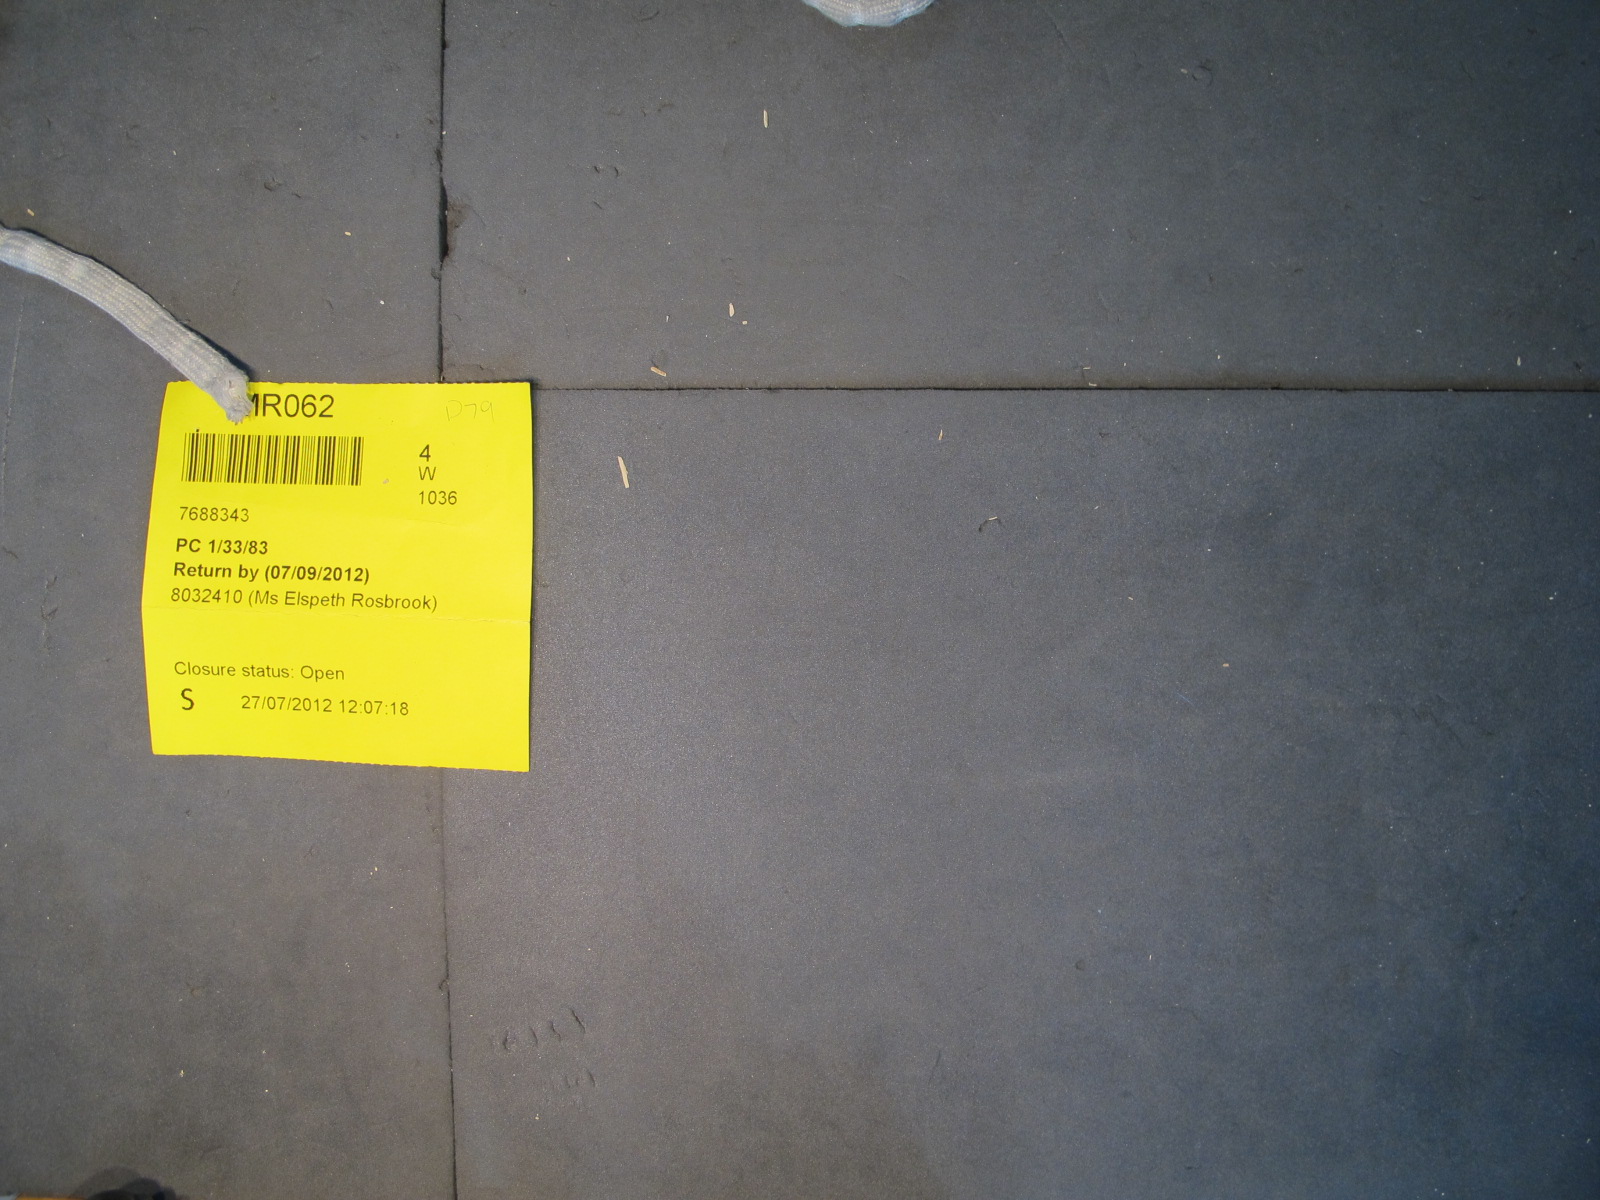 MR062
D79
4
W
1036
7688343
PC 1/33/83
Return by (07/09/2012)
8032410 (Ms Elspeth Rosbrook)
Closure status: Open
S 27/07/2012 12:07:18